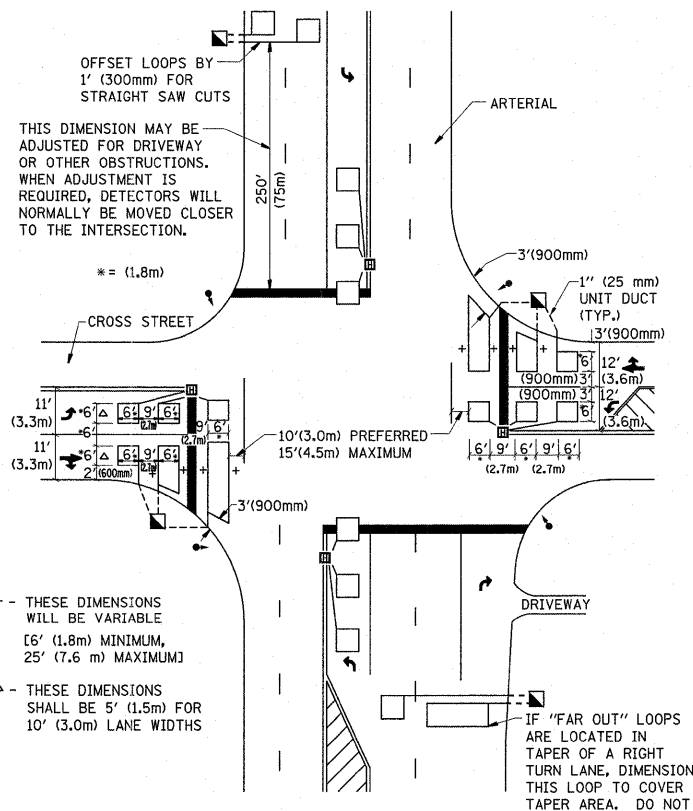 OFFSET LOOPS BY
1' (300mm) FOR
STRAIGHT SAW CUTS
ARTERIAL
THIS DIMENSION MAY BE
ADJUSTED FOR DRIVEWAY
OR OTHER OBSTRUCTIONS.
WHEN ADJUSTMENT IS
REQUIRED, DETECTORS WILL
NORMALLY BE MOVED CLOSER
TO THE INTERSECTION.
250'
(75m)
* = (1.8m)
3'(900mm)
1" (25 mm)
UNIT DUCT
(TYP.)
H
CROSS STREET
3'(900mm)
+ + +
*6'
12'
(3.6m)
(900mm) 3'
(900mm) 3'
*6'
12'
(3.6m)
H
H
11'
(3.3m)
*6' △ 6'* 9' 6'*
(2.7m)
9' 6'
(2.7m) *
11'
(3.3m)
*6' △ 6'* 9' 6'*
(2.7m)
2' (600mm) + + +
10'(3.0m) PREFERRED
15'(4.5m) MAXIMUM
6' 9' 6' 9' 6'
* (2.7m) * (2.7m) *
3'(900mm)
H
DRIVEWAY
+ - THESE DIMENSIONS
WILL BE VARIABLE
[6' (1.8m) MINIMUM,
25' (7.6 m) MAXIMUM]
△ - THESE DIMENSIONS
SHALL BE 5' (1.5m) FOR
10' (3.0m) LANE WIDTHS
IF "FAR OUT" LOOPS
ARE LOCATED IN
TAPER OF A RIGHT
TURN LANE, DIMENSION
THIS LOOP TO COVER
TAPER AREA. DO NOT